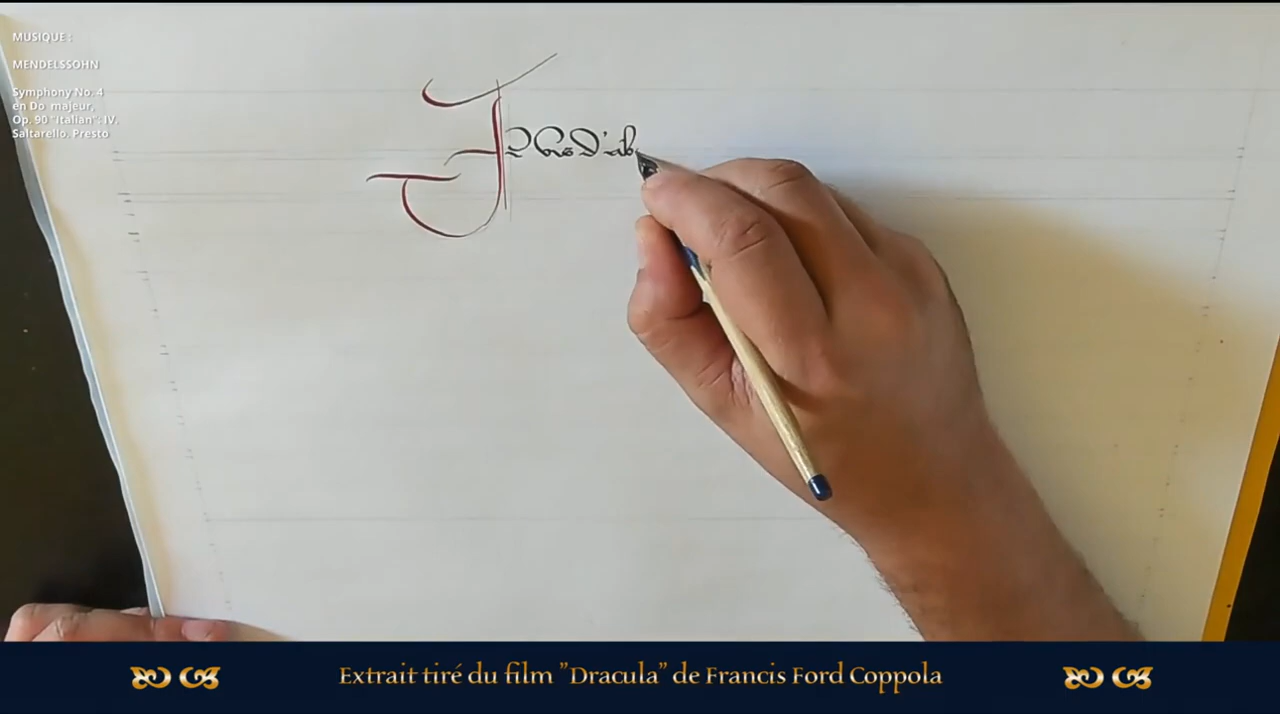 MUSIQUE :
MENDELSSOHN
Symphony No. 4
en Do majeur,
Op. 90 "Italian": IV.
Saltarello. Presto
Extrait tiré du film "Dracula" de Francis Ford Coppola